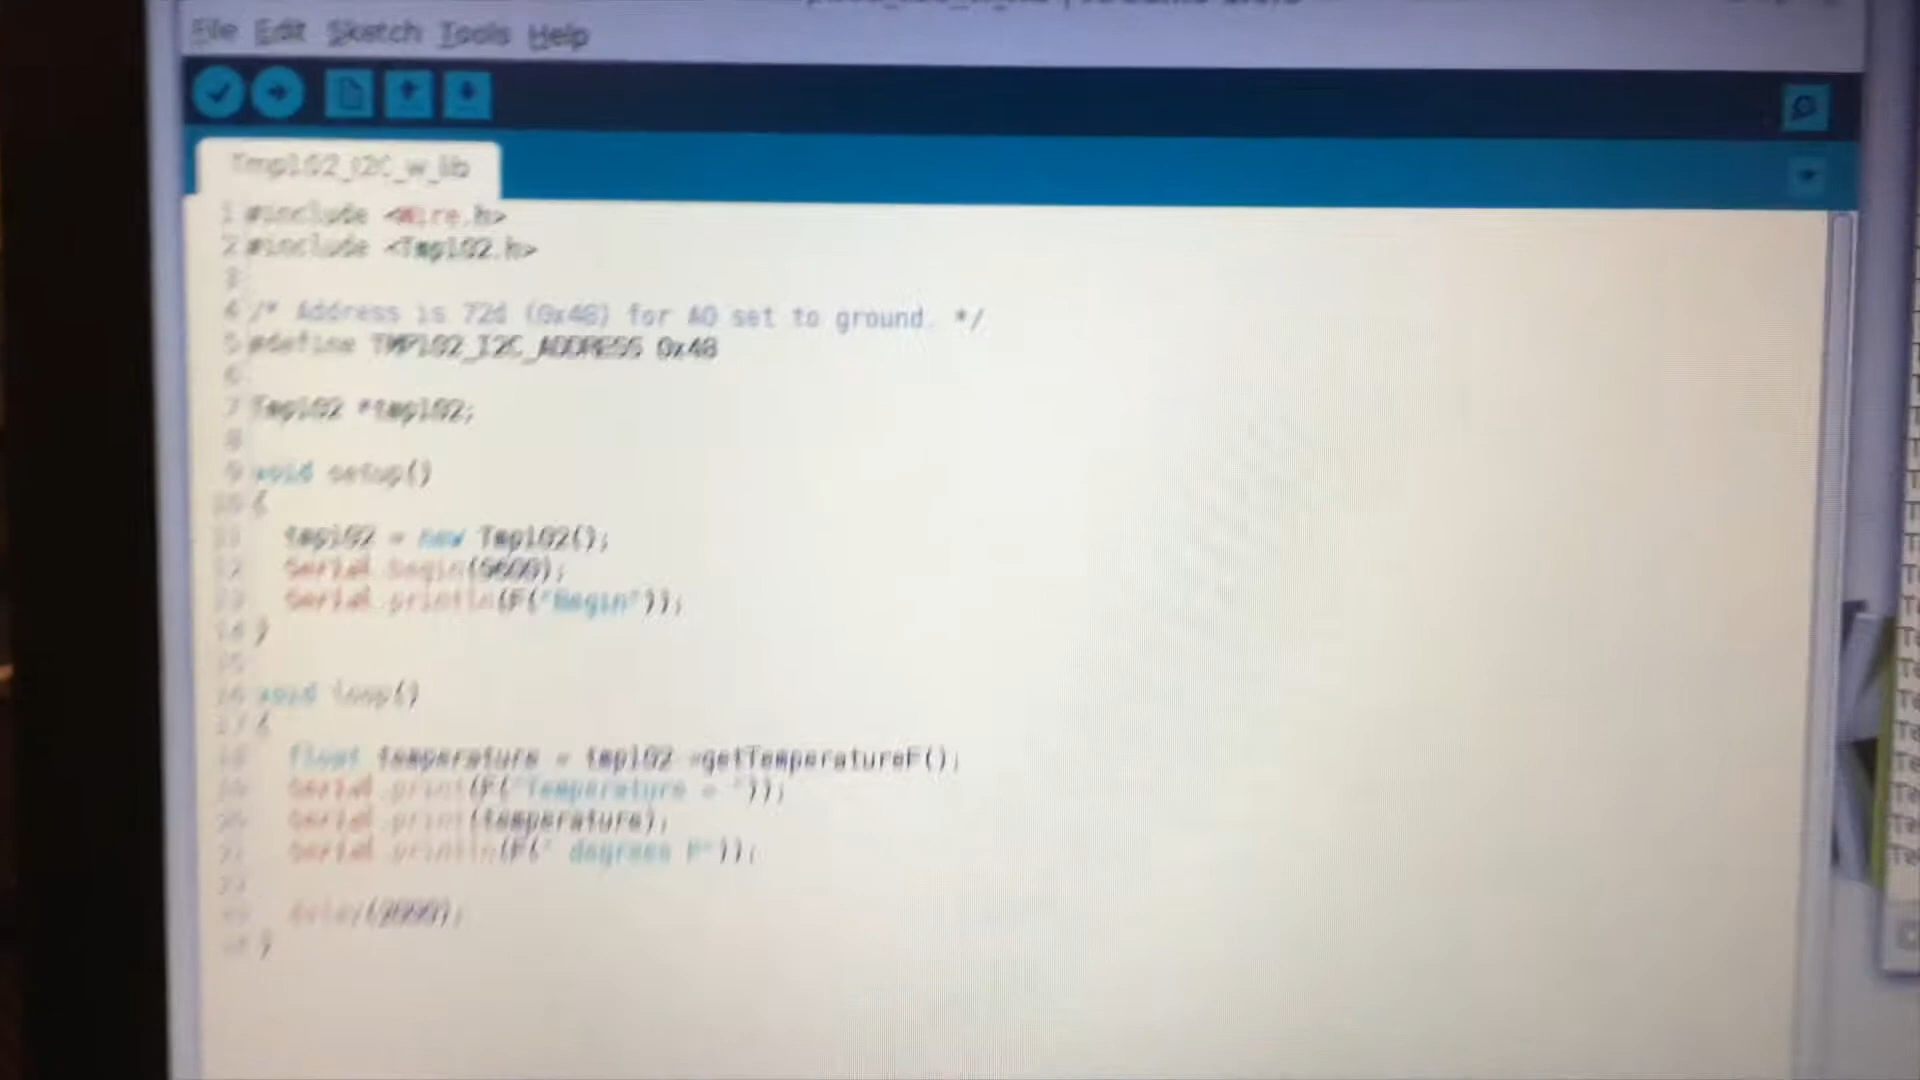 File Edit Sketch Tools Help
Tmp102_I2C_w_lib
1 #include <Wire.h>
2 #include <Tmp102.h>
3
4 /* Address is 72d (0x48) for A0 set to ground. */
5 #define TMP102_I2C_ADDRESS 0x48
6
7 Tmp102 *tmp102;
8
9 void setup()
10 {
11 tmp102 = new Tmp102();
12 Serial.begin(9600);
13 Serial.println(F("Begin"));
14 }
15
16 void loop()
17 {
18 float temperature = tmp102->getTemperatureF();
19 Serial.print(F("Temperature = "));
20 Serial.print(temperature);
21 Serial.println(F(" degrees F"));
22
23 delay(2000);
24 }